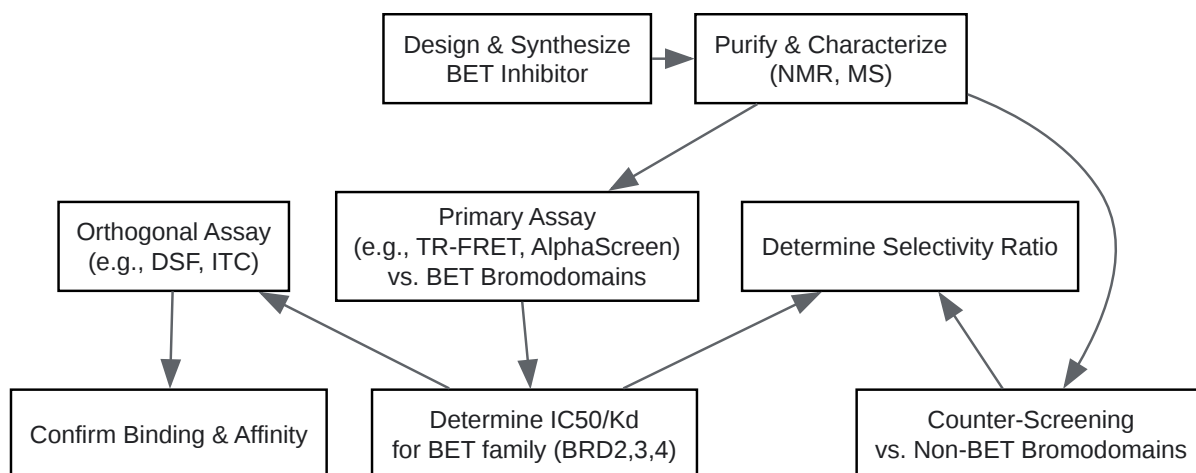 Design & Synthesize
BET Inhibitor
Purify & Characterize
(NMR, MS)
Orthogonal Assay
(e.g., DSF, ITC)
Primary Assay
(e.g., TR-FRET, AlphaScreen)
vs. BET Bromodomains
Determine Selectivity Ratio
Confirm Binding & Affinity
Determine IC50/Kd
for BET family (BRD2,3,4)
Counter-Screening
vs. Non-BET Bromodomains